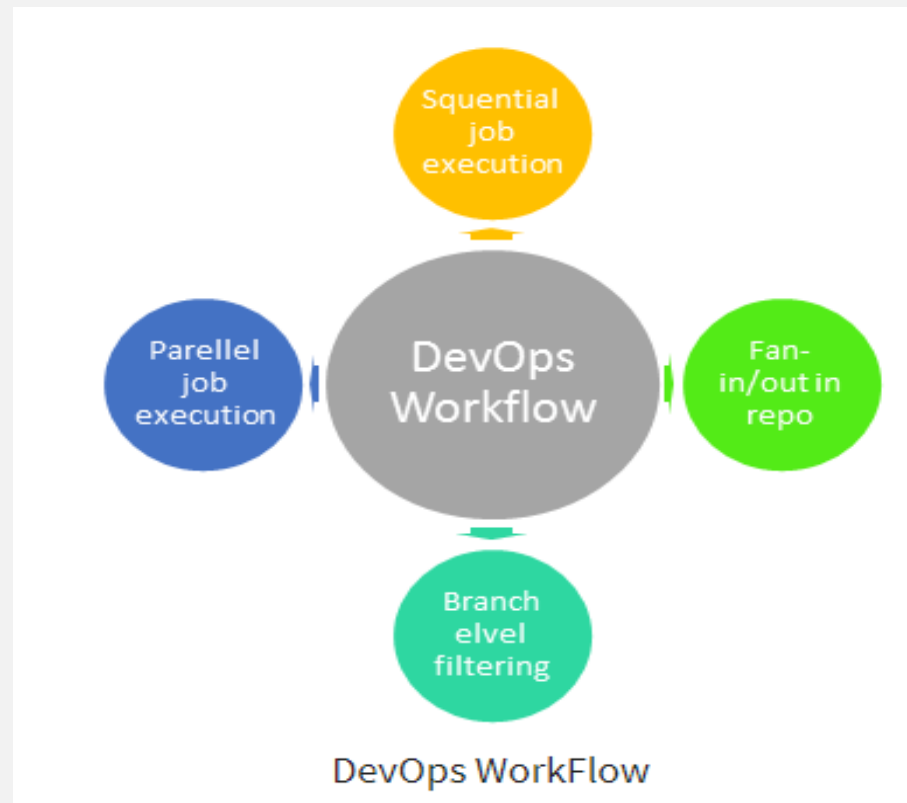 Squential
job
execution
Parellel
job
execution
DevOps
Workflow
Fan-
in/out in
repo
Branch
elvel
filtering
DevOps WorkFlow